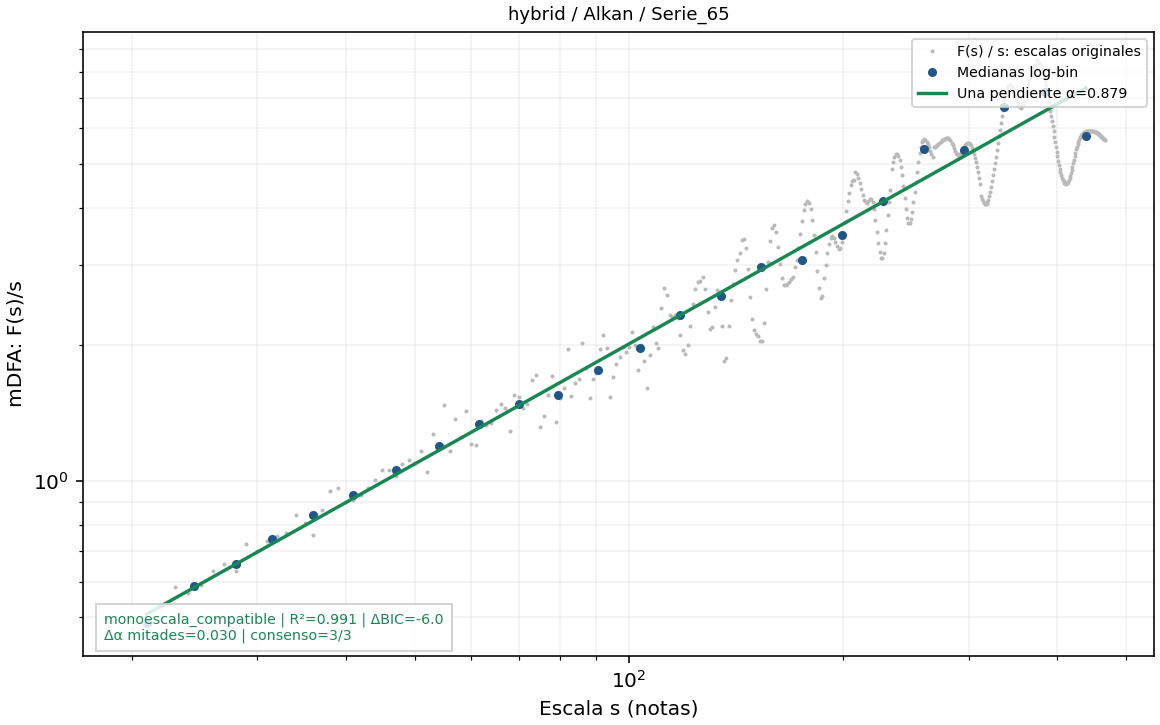 hybrid / Alkan / Serie_65
F(s) / s: escalas originales
Medianas log-bin
Una pendiente α=0.879
mDFA: F(s)/s
10⁰
monoescala_compatible | R²=0.991 | ΔBIC=-6.0
Δα mitades=0.030 | consenso=3/3
10²
Escala s (notas)